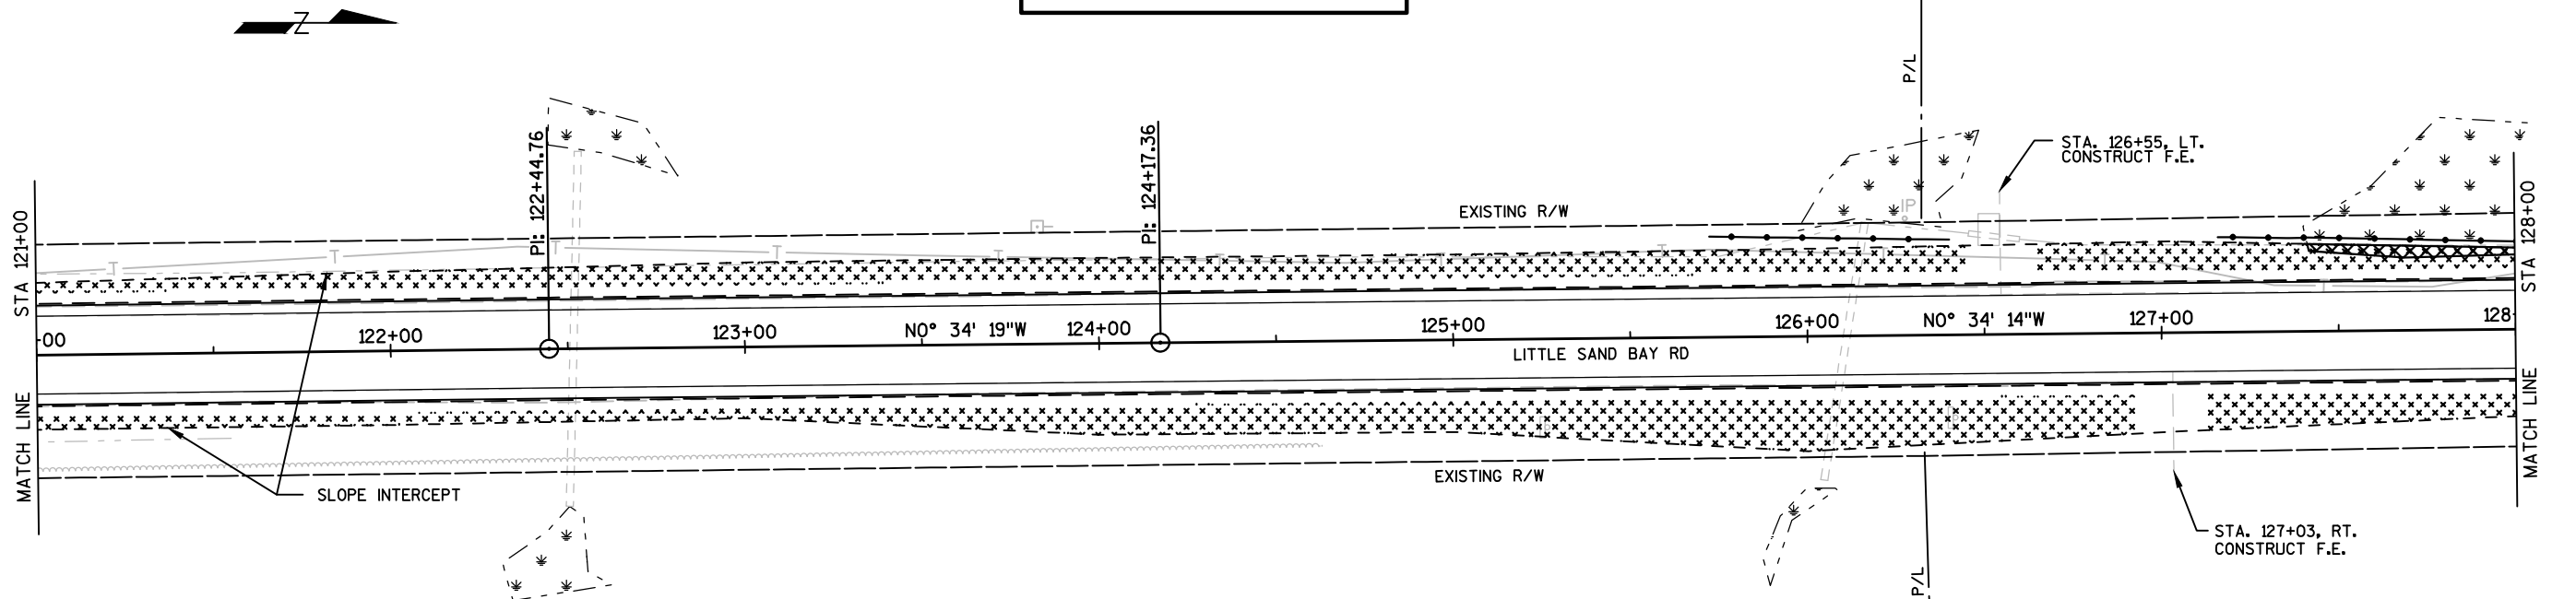 Z
P/L
PI: 122+44.76
PI: 124+17.36
STA. 126+55, LT.
CONSTRUCT F.E.
STA 121+00
STA 128+00
EXISTING R/W
IP
T T T T T T T T T T
00 122+00 123+00 N0° 34' 19"W 124+00 125+00 126+00 N0° 34' 14"W 127+00 128
LITTLE SAND BAY RD
MATCH LINE
MATCH LINE
EXISTING R/W
SLOPE INTERCEPT
STA. 127+03, RT.
CONSTRUCT F.E.
P/L